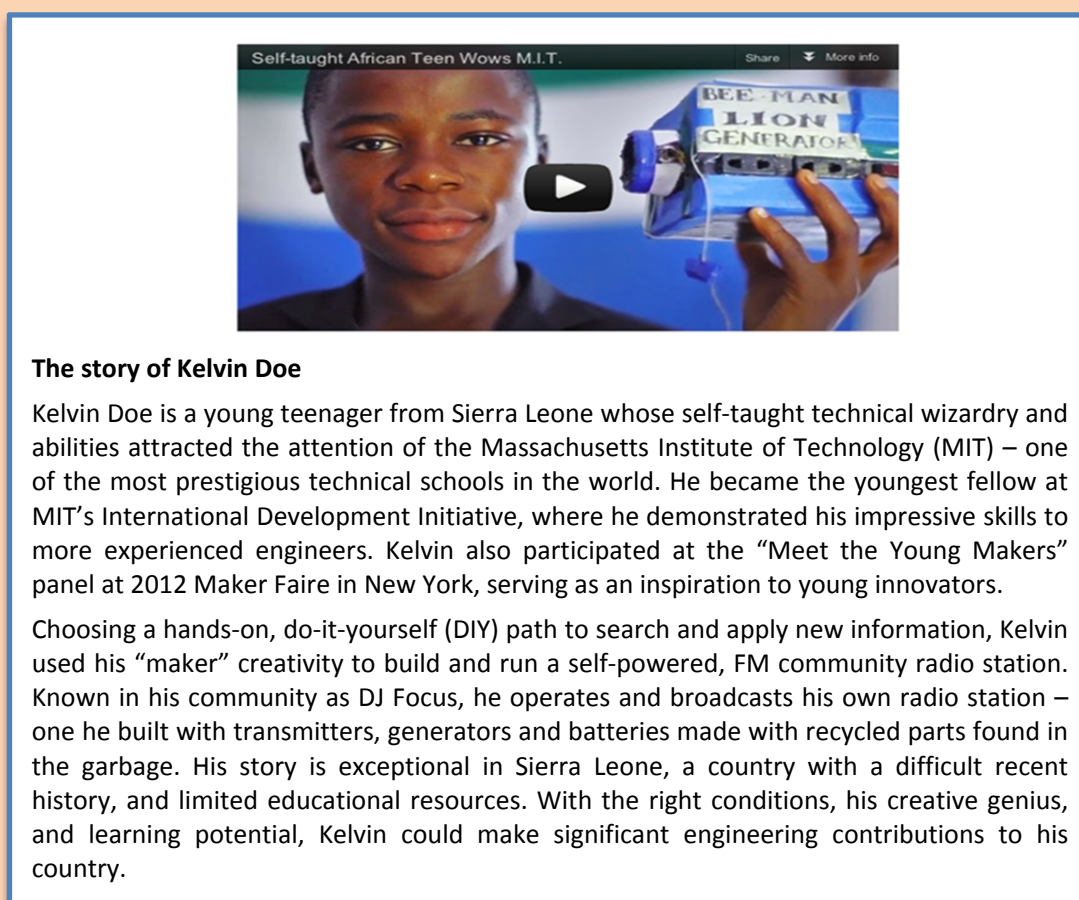 Self-taught African Teen Wows M.I.T.
Share
More info
BEE-MAN
LION
GENERATOR
The story of Kelvin Doe
Kelvin Doe is a young teenager from Sierra Leone whose self-taught technical wizardry and
abilities attracted the attention of the Massachusetts Institute of Technology (MIT) – one
of the most prestigious technical schools in the world. He became the youngest fellow at
MIT’s International Development Initiative, where he demonstrated his impressive skills to
more experienced engineers. Kelvin also participated at the “Meet the Young Makers”
panel at 2012 Maker Faire in New York, serving as an inspiration to young innovators.
Choosing a hands-on, do-it-yourself (DIY) path to search and apply new information, Kelvin
used his “maker” creativity to build and run a self-powered, FM community radio station.
Known in his community as DJ Focus, he operates and broadcasts his own radio station –
one he built with transmitters, generators and batteries made with recycled parts found in
the garbage. His story is exceptional in Sierra Leone, a country with a difficult recent
history, and limited educational resources. With the right conditions, his creative genius,
and learning potential, Kelvin could make significant engineering contributions to his
country.